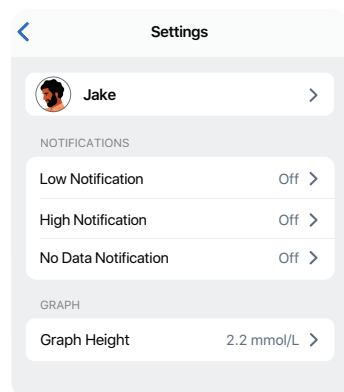 Settings
Jake
NOTIFICATIONS
Low Notification Off
High Notification Off
No Data Notification Off
GRAPH
Graph Height 2.2 mmol/L